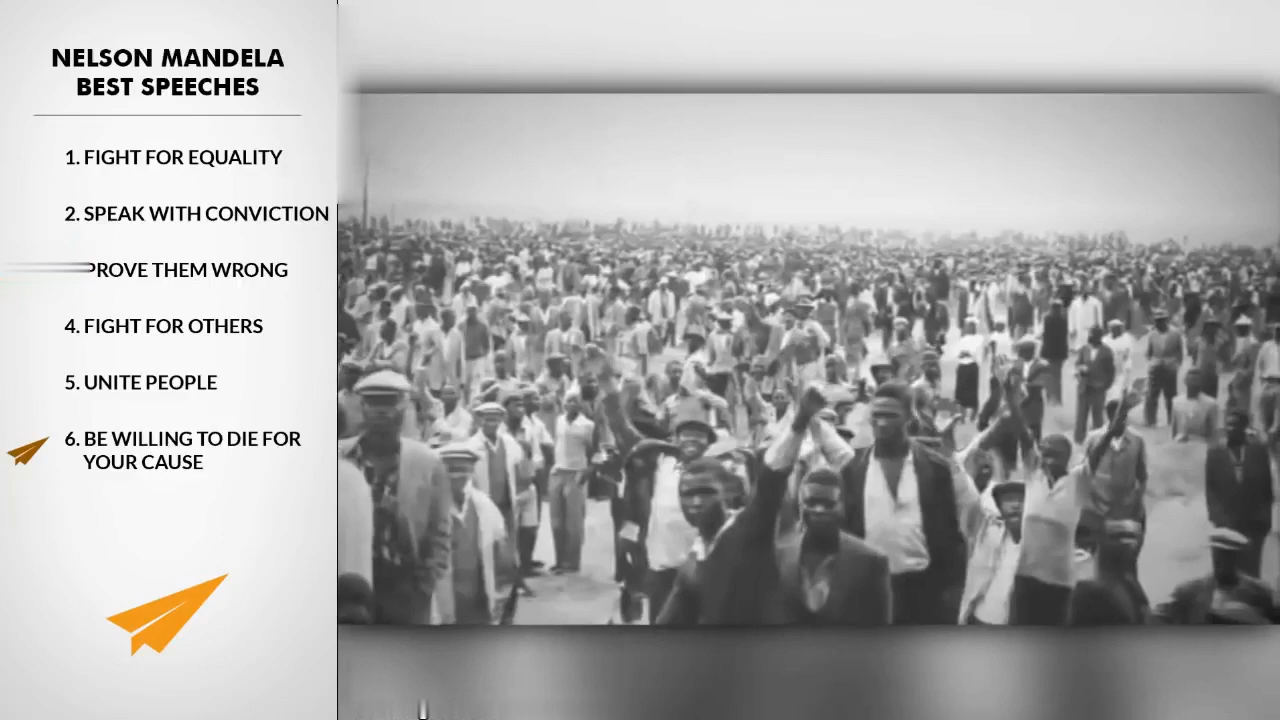 NELSON MANDELA
BEST SPEECHES
1. FIGHT FOR EQUALITY
2. SPEAK WITH CONVICTION
PROVE THEM WRONG
4. FIGHT FOR OTHERS
5. UNITE PEOPLE
6. BE WILLING TO DIE FOR
YOUR CAUSE